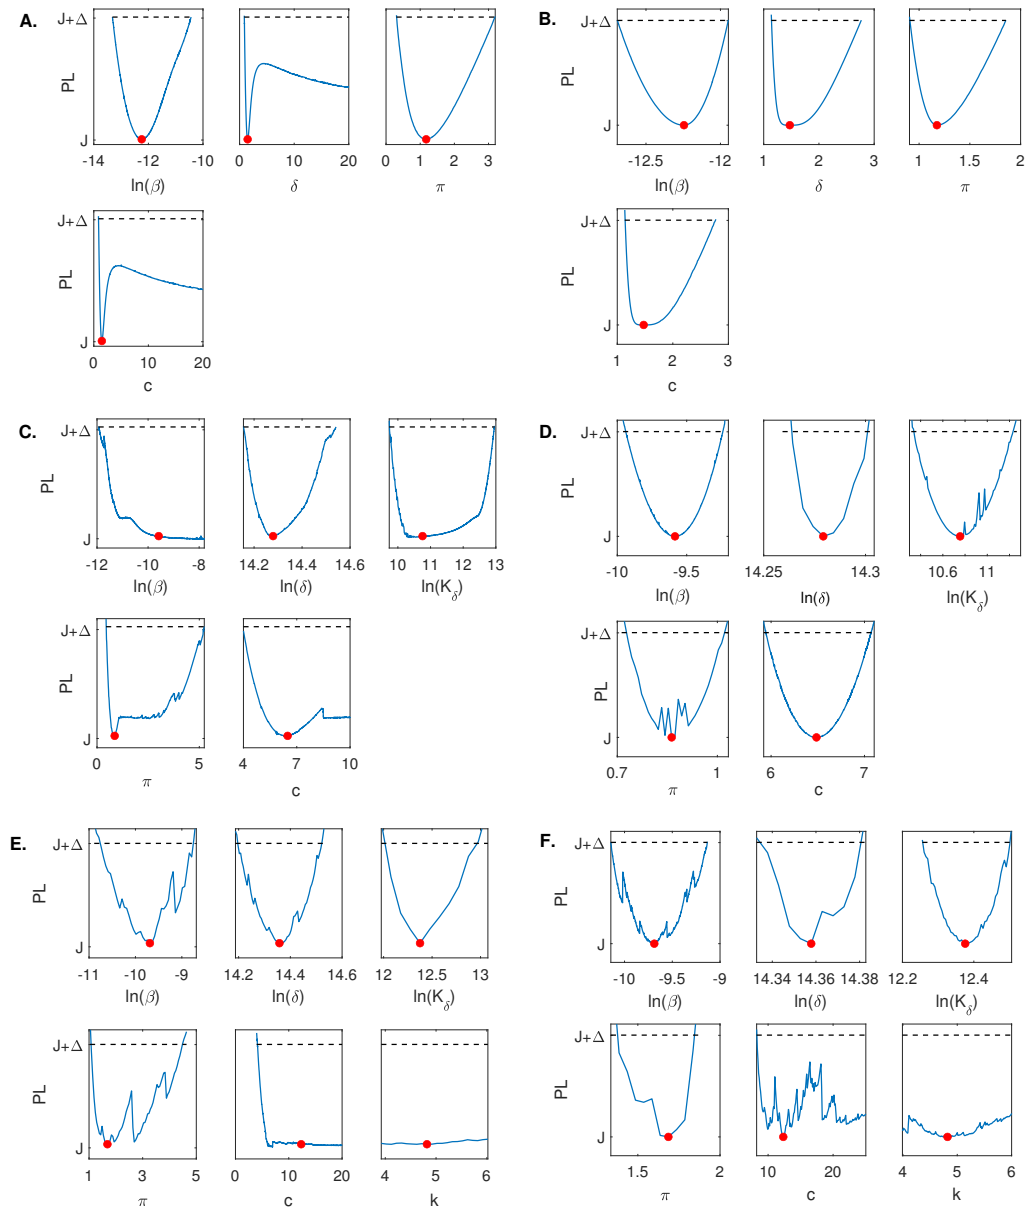 A.
J+Δ
PL
J
-14 -12 -10
ln(β)
0 10 20
δ
0 1 2 3
π
J+Δ
PL
J
0 10 20
c
B.
J+Δ
PL
J
-12.5 -12
ln(β)
1 2 3
δ
1 1.5 2
π
J+Δ
PL
J
1 2 3
c
C.
J+Δ
PL
J
-12 -10 -8
ln(β)
14.2 14.4 14.6
ln(δ)
10 11 12 13
ln(K_δ)
J+Δ
PL
J
0 5
π
4 6 8 10
c
D.
J+Δ
PL
J
-10 -9.5
ln(β)
14.25 14.3
ln(δ)
10.6 11
ln(K_δ)
J+Δ
PL
J
0.7 1
π
6 7
c
E.
J+Δ
PL
J
-11 -10 -9
ln(β)
14.2 14.4 14.6
ln(δ)
12 12.5 13
ln(K_δ)
J+Δ
PL
J
1 3 5
π
0 10 20
c
4 5 6
k
F.
J+Δ
PL
J
-10 -9.5 -9
ln(β)
14.34 14.36 14.38
ln(δ)
12.2 12.4
ln(K_δ)
J+Δ
PL
J
1.5 2
π
10 20
c
4 5 6
k